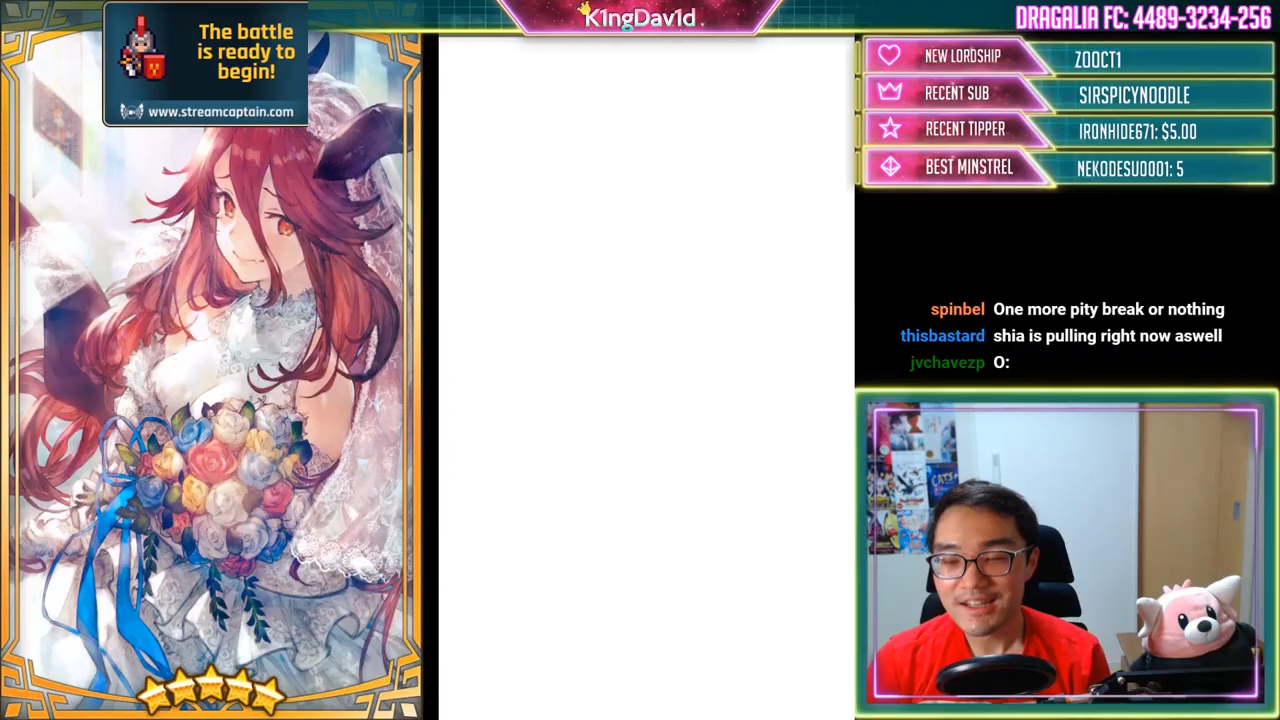 The battle
is ready to
begin!
www.streamcaptain.com
K1ngDav1d
DRAGALIA FC: 4489-3234-256
NEW LORDSHIP ZOOCT1
RECENT SUB SIRSPICYNOODLE
RECENT TIPPER IRONHIDE671: $5.00
BEST MINSTREL NEKODESU0001: 5
spinbel One more pity break or nothing
thisbastard shia is pulling right now aswell
jvchavezp O:
CATS